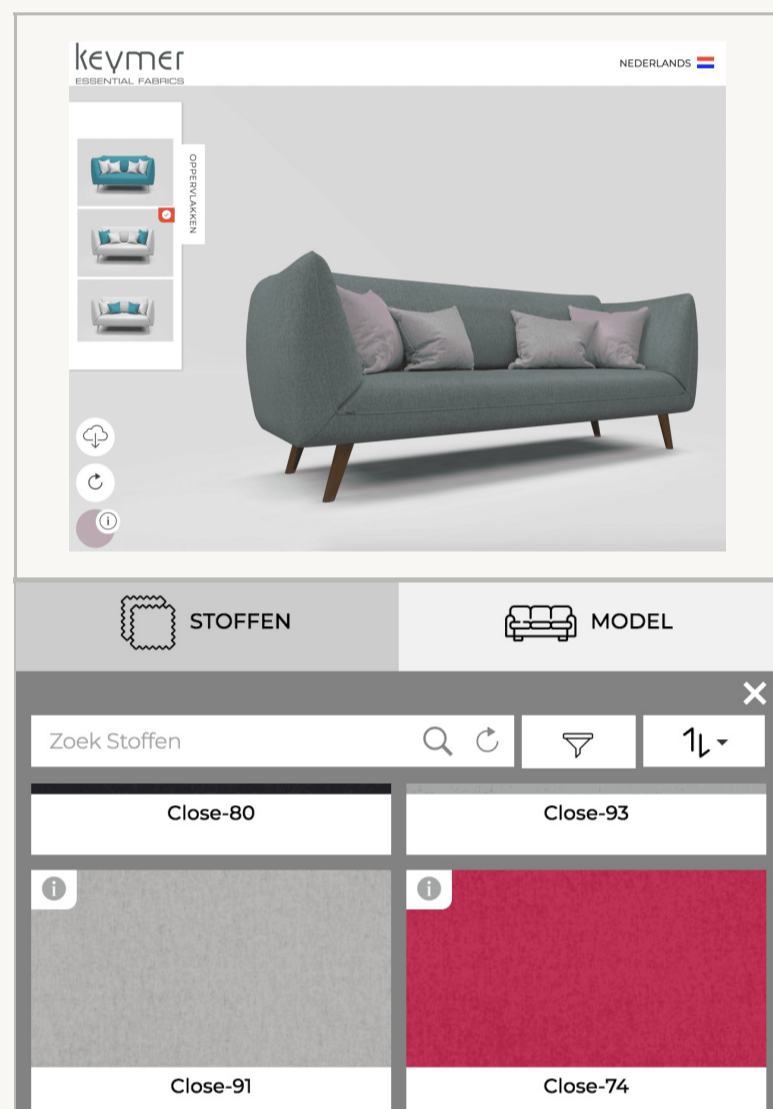 keymer
ESSENTIAL FABRICS
NEDERLANDS
OPPERVLAKKEN
STOFFEN
MODEL
Zoek Stoffen
Close-80
Close-93
Close-91
Close-74